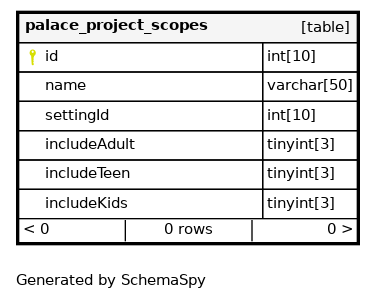 palace_project_scopes [table]
id int[10]
name varchar[50]
settingId int[10]
includeAdult tinyint[3]
includeTeen tinyint[3]
includeKids tinyint[3]
< 0 0 rows 0 >
Generated by SchemaSpy